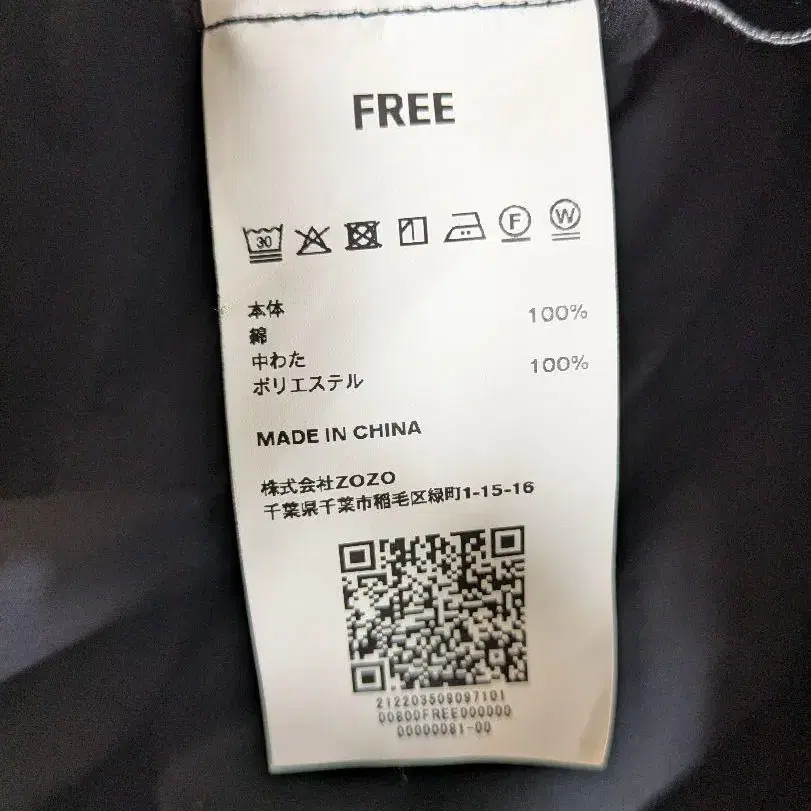 FREE
30 F W
本体
綿 100%
中わた
ポリエステル 100%
MADE IN CHINA
株式会社ZOZO
千葉県千葉市稲毛区緑町1-15-16
212203509097101
00800FREE000000
00000081-00